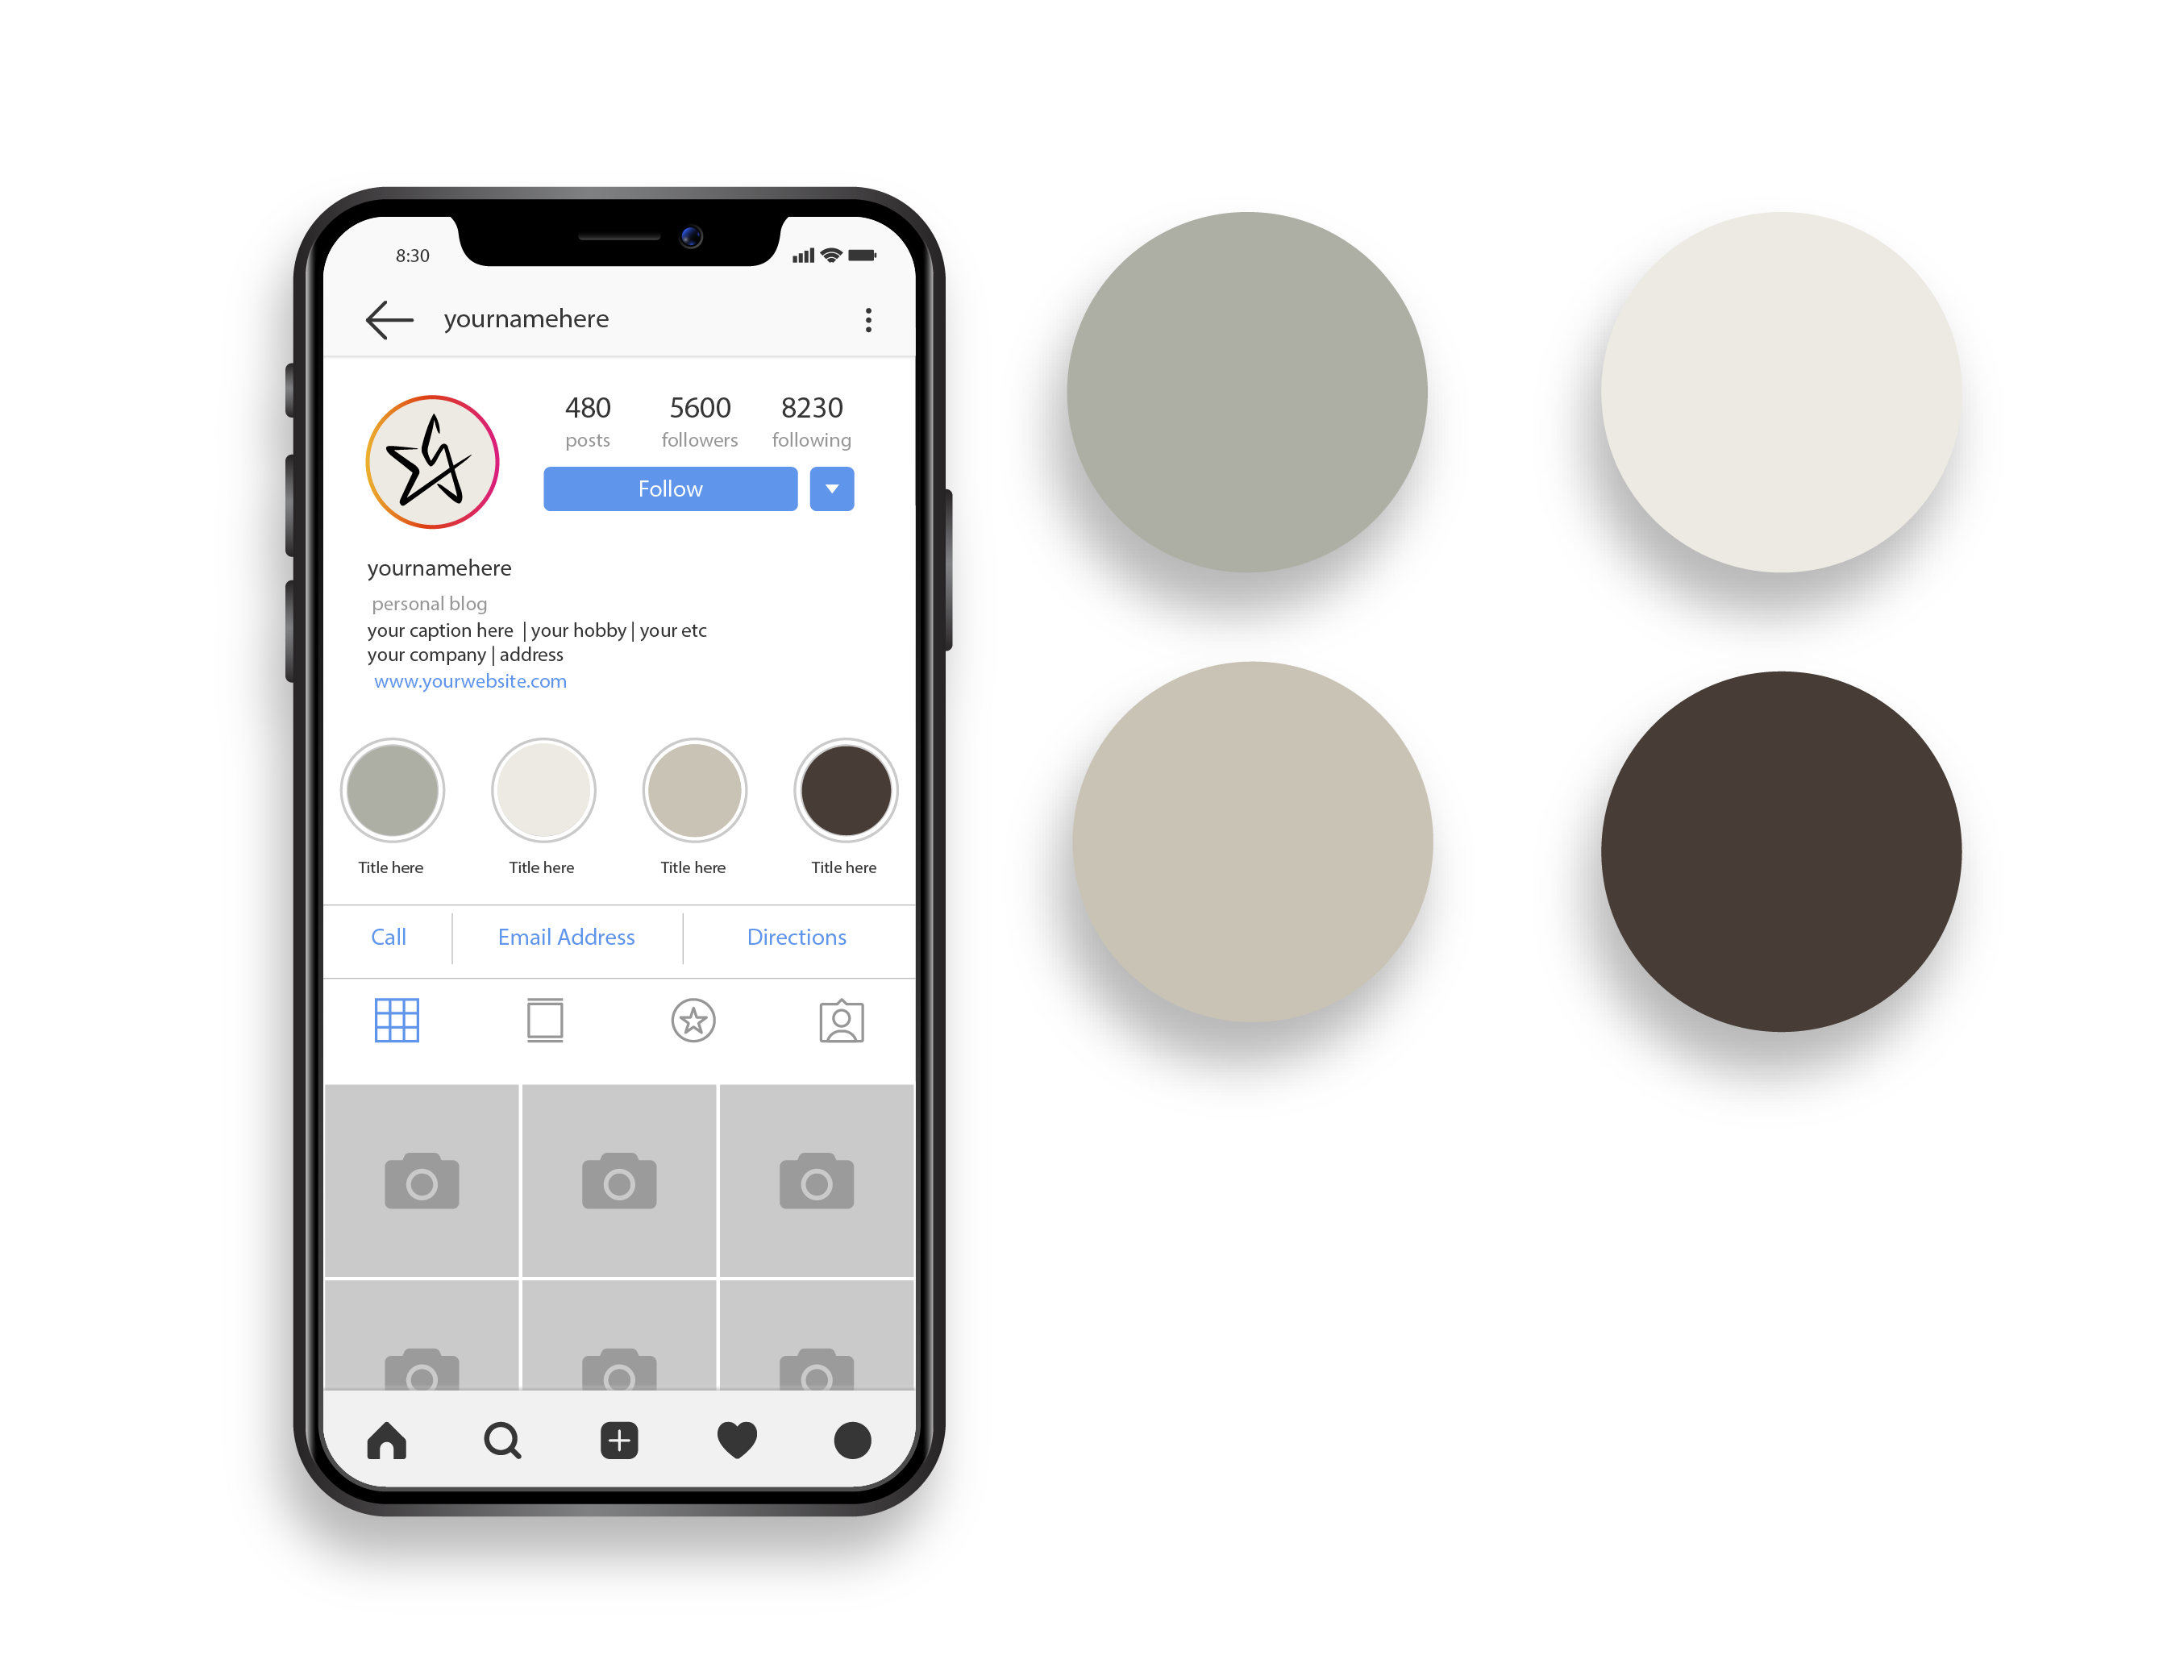 8:30
yournamehere
480 5600 8230
posts followers following
Follow
yournamehere
personal blog
your caption here | your hobby | your etc
your company | address
www.yourwebsite.com
Title here Title here Title here Title here
Call Email Address Directions